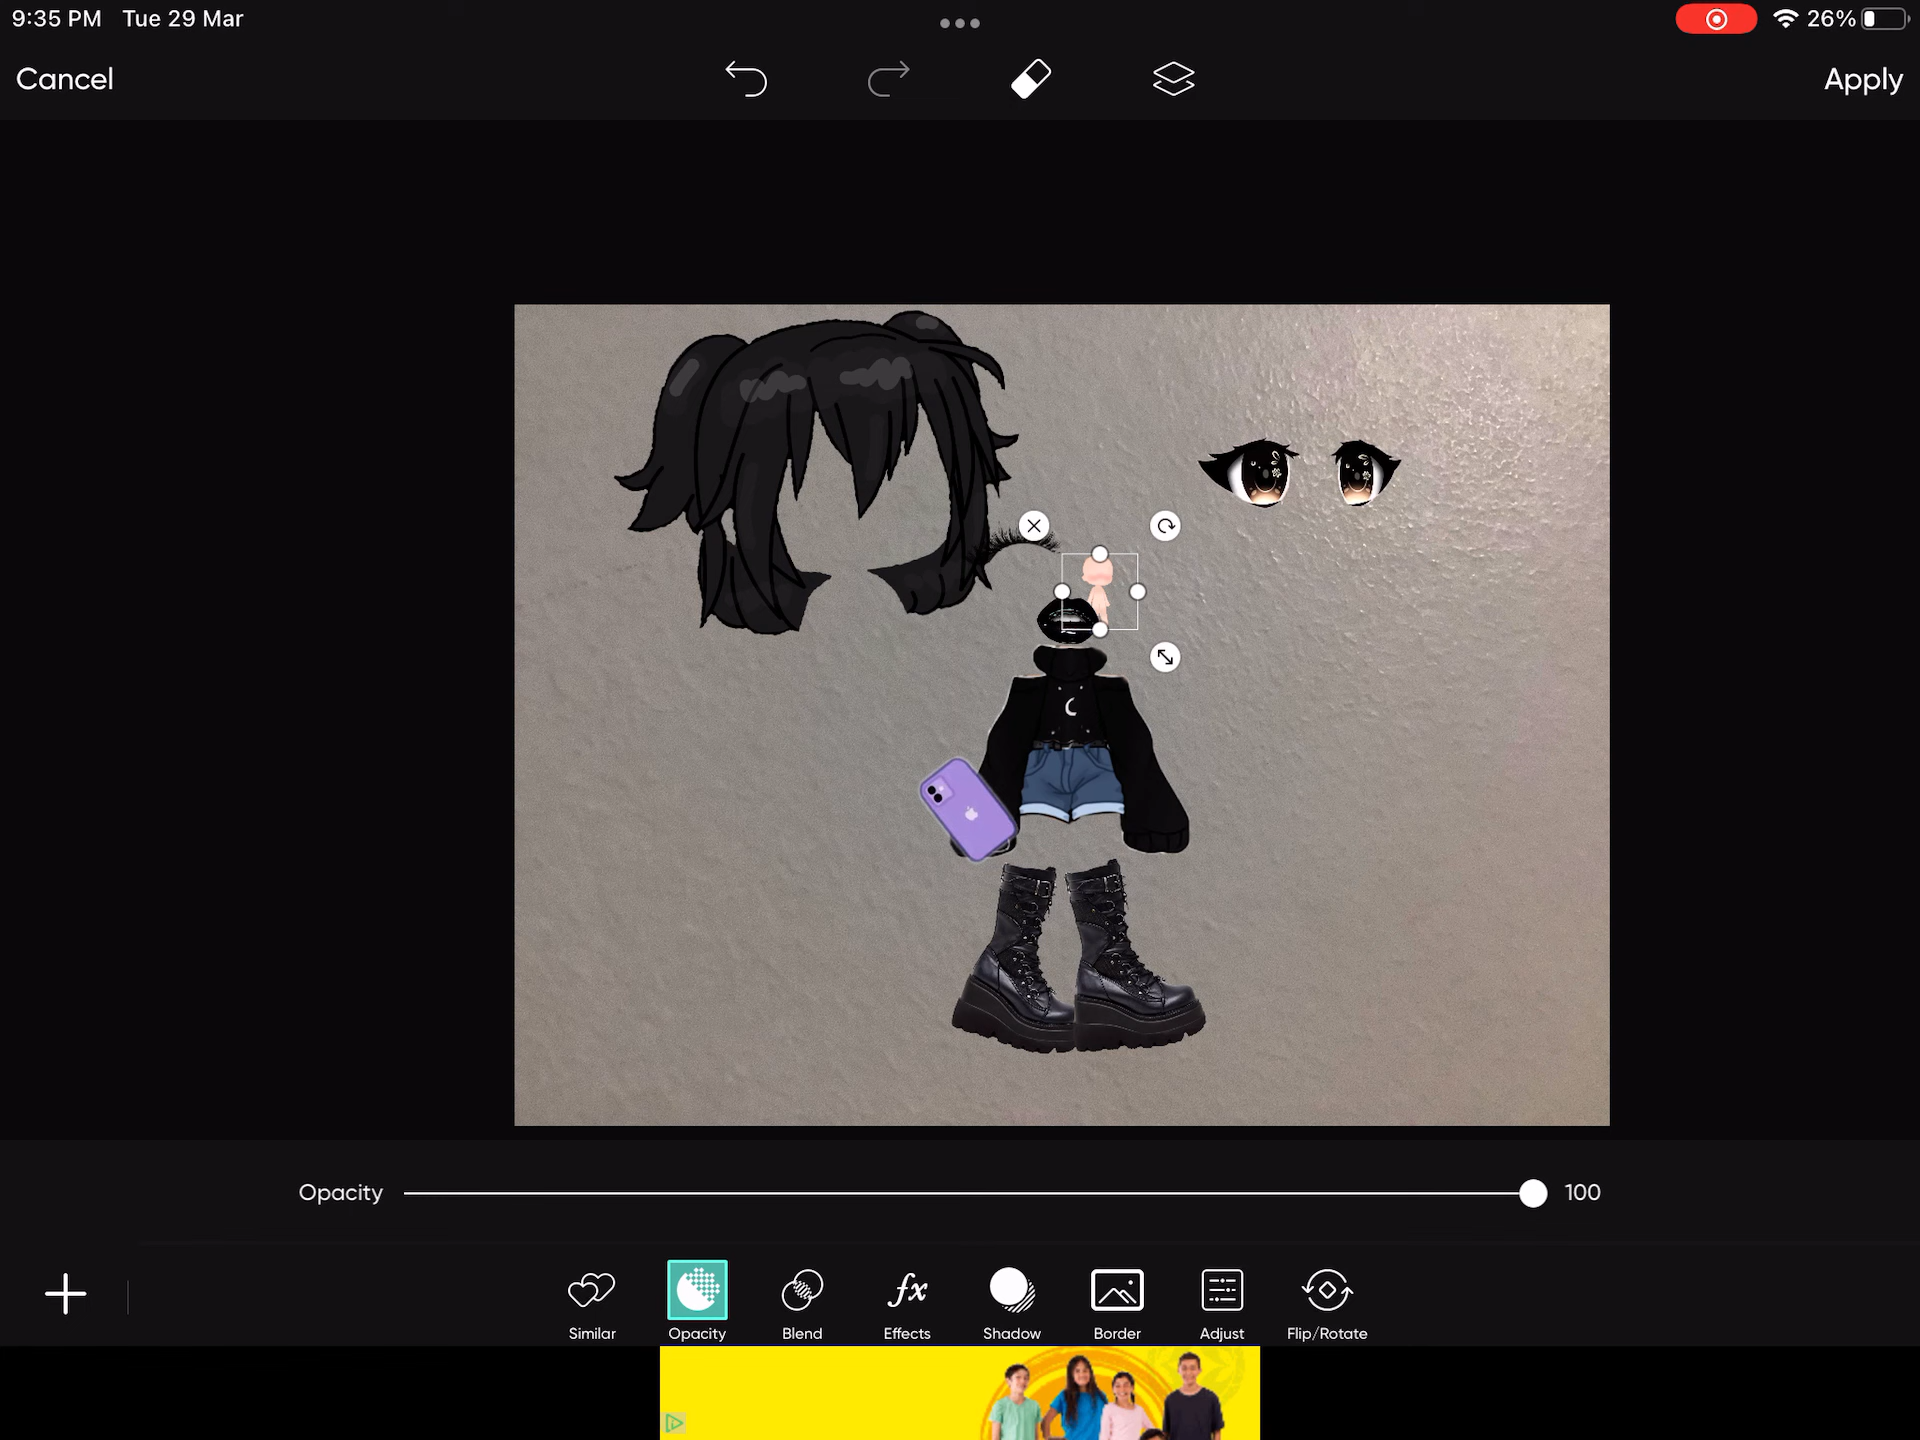 9:35 PM Tue 29 Mar
26%
Cancel
Apply
Opacity 100
Similar
Opacity
Blend
fx
Effects
Shadow
Border
Adjust
Flip/Rotate